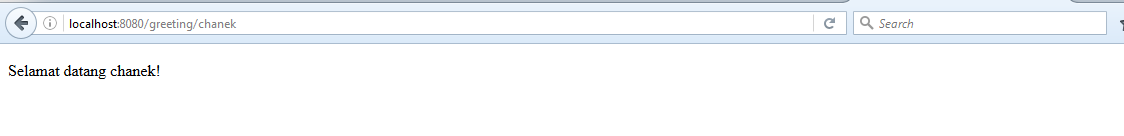 localhost:8080/greeting/chanek
Search
Selamat datang chanek!